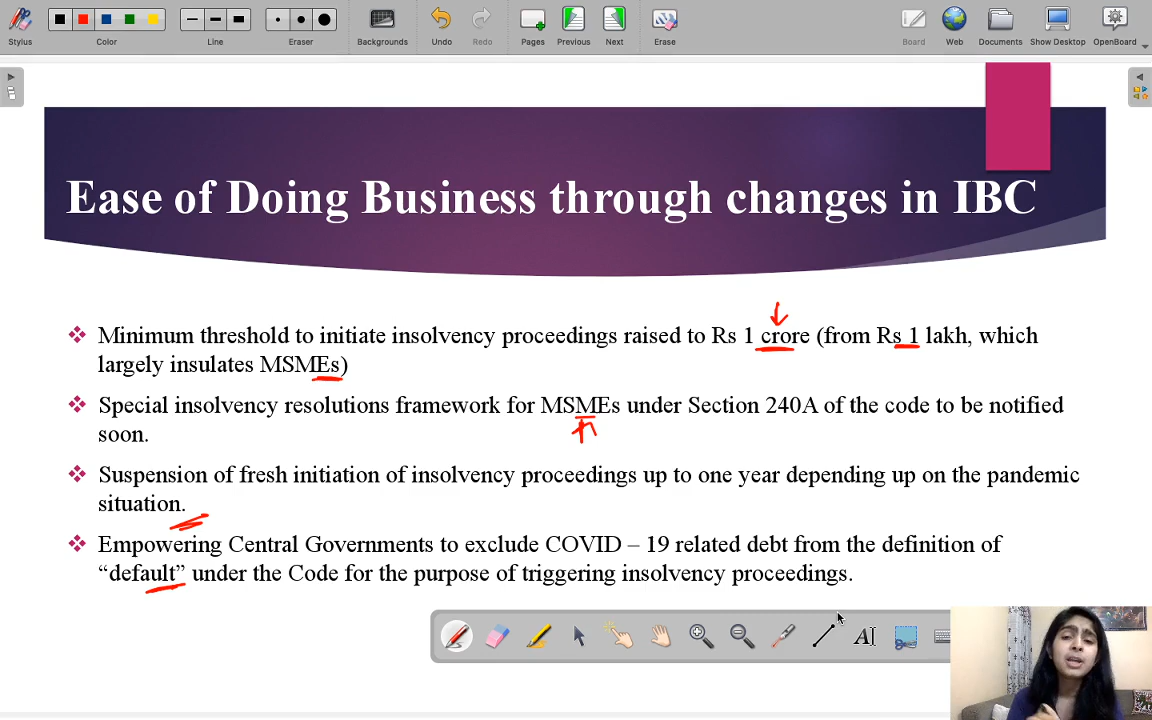 Stylus
Color
Line
Eraser
Backgrounds
Undo
Redo
Pages
Previous
Next
Erase
Board
Web
Documents
Show Desktop
OpenBoard
Ease of Doing Business through changes in IBC
Minimum threshold to initiate insolvency proceedings raised to Rs 1 crore (from Rs 1 lakh, which
largely insulates MSMEs)
Special insolvency resolutions framework for MSMEs under Section 240A of the code to be notified
soon.
Suspension of fresh initiation of insolvency proceedings up to one year depending up on the pandemic
situation.
Empowering Central Governments to exclude COVID – 19 related debt from the definition of
“default” under the Code for the purpose of triggering insolvency proceedings.
A